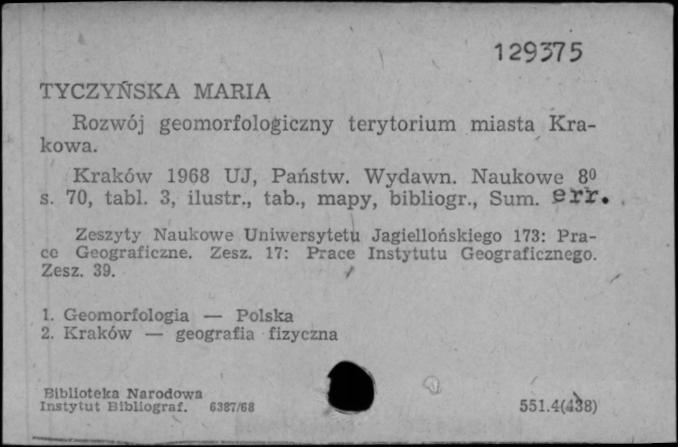 129375
TYCZYŃSKA MARIA
Rozwój geomorfologiczny terytorium miasta Kra-
kowa.
Kraków 1968 UJ, Państw. Wydawn. Naukowe 8⁰
s. 70, tabl. 3, ilustr., tab., mapy, bibliogr., Sum. err.
Zeszyty Naukowe Uniwersytetu Jagiellońskiego 173: Pra-
ce Geograficzne. Zesz. 17: Prace Instytutu Geograficznego.
Zesz. 39.
1. Geomorfologia — Polska
2. Kraków — geografia fizyczna
Biblioteka Narodowa
Instytut Bibliograf. 6387/68
551.4(438)